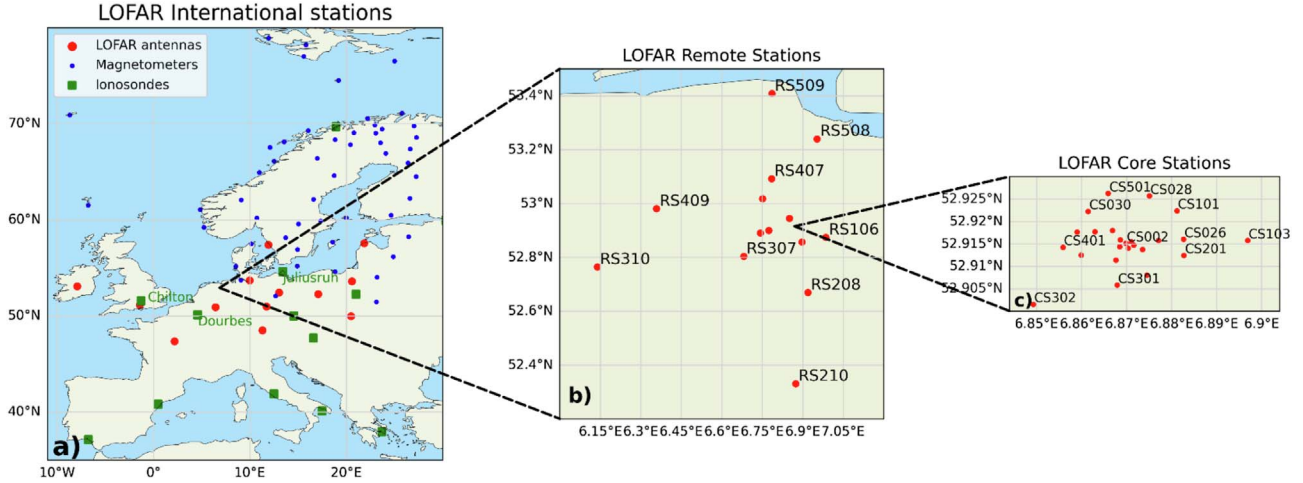 LOFAR International stations
LOFAR antennas
Magnetometers
Ionosondes
70°N
60°N
50°N
40°N
Chilton
Juliusrun
Dourbes
a)
10°W 0° 10°E 20°E
LOFAR Remote Stations
53.4°N
53.2°N
53°N
52.8°N
52.6°N
52.4°N
RS509
RS508
RS407
RS409
RS106
RS307
RS310
RS208
RS210
b)
6.15°E 6.3°E 6.45°E 6.6°E 6.75°E 6.9°E 7.05°E
LOFAR Core Stations
52.925°N
52.92°N
52.915°N
52.91°N
52.905°N
CS501
CS028
CS030
CS101
CS401
CS002
CS026
CS103
CS201
CS301
CS302
c)
6.85°E 6.86°E 6.87°E 6.88°E 6.89°E 6.9°E